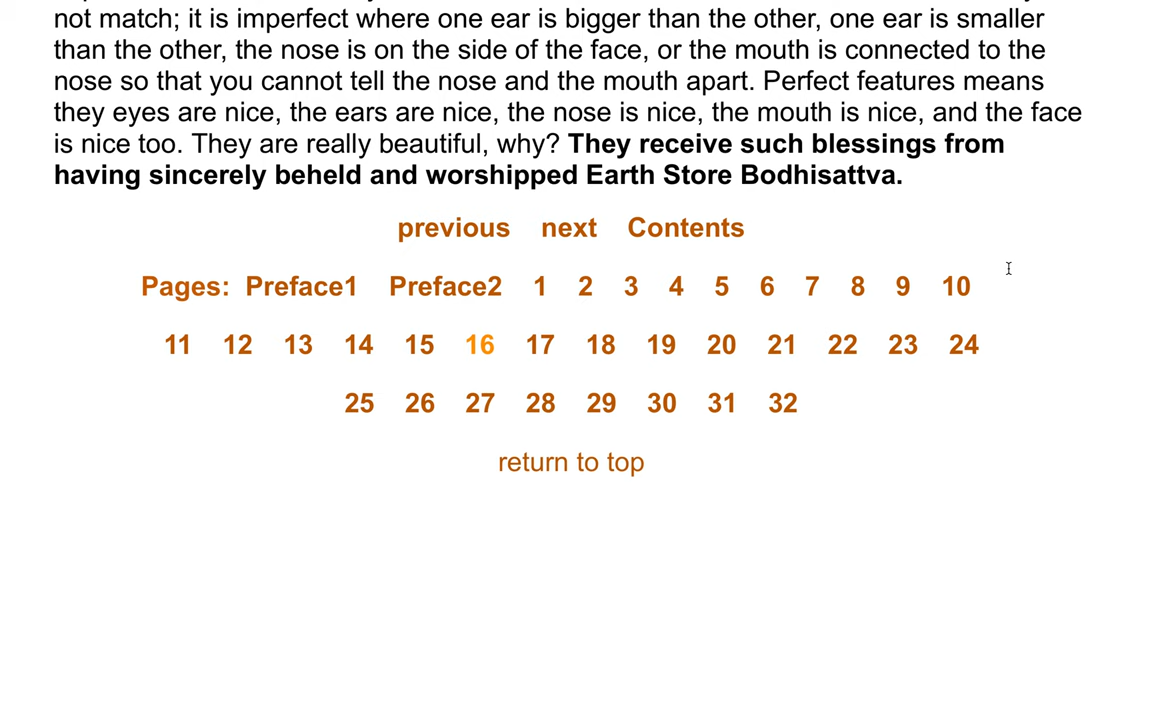 not match; it is imperfect where one ear is bigger than the other, one ear is smaller
than the other, the nose is on the side of the face, or the mouth is connected to the
nose so that you cannot tell the nose and the mouth apart. Perfect features means
they eyes are nice, the ears are nice, the nose is nice, the mouth is nice, and the face
is nice too. They are really beautiful, why? They receive such blessings from
having sincerely beheld and worshipped Earth Store Bodhisattva.
previous next Contents
Pages: Preface1 Preface2 1 2 3 4 5 6 7 8 9 10
11 12 13 14 15 16 17 18 19 20 21 22 23 24
25 26 27 28 29 30 31 32
return to top